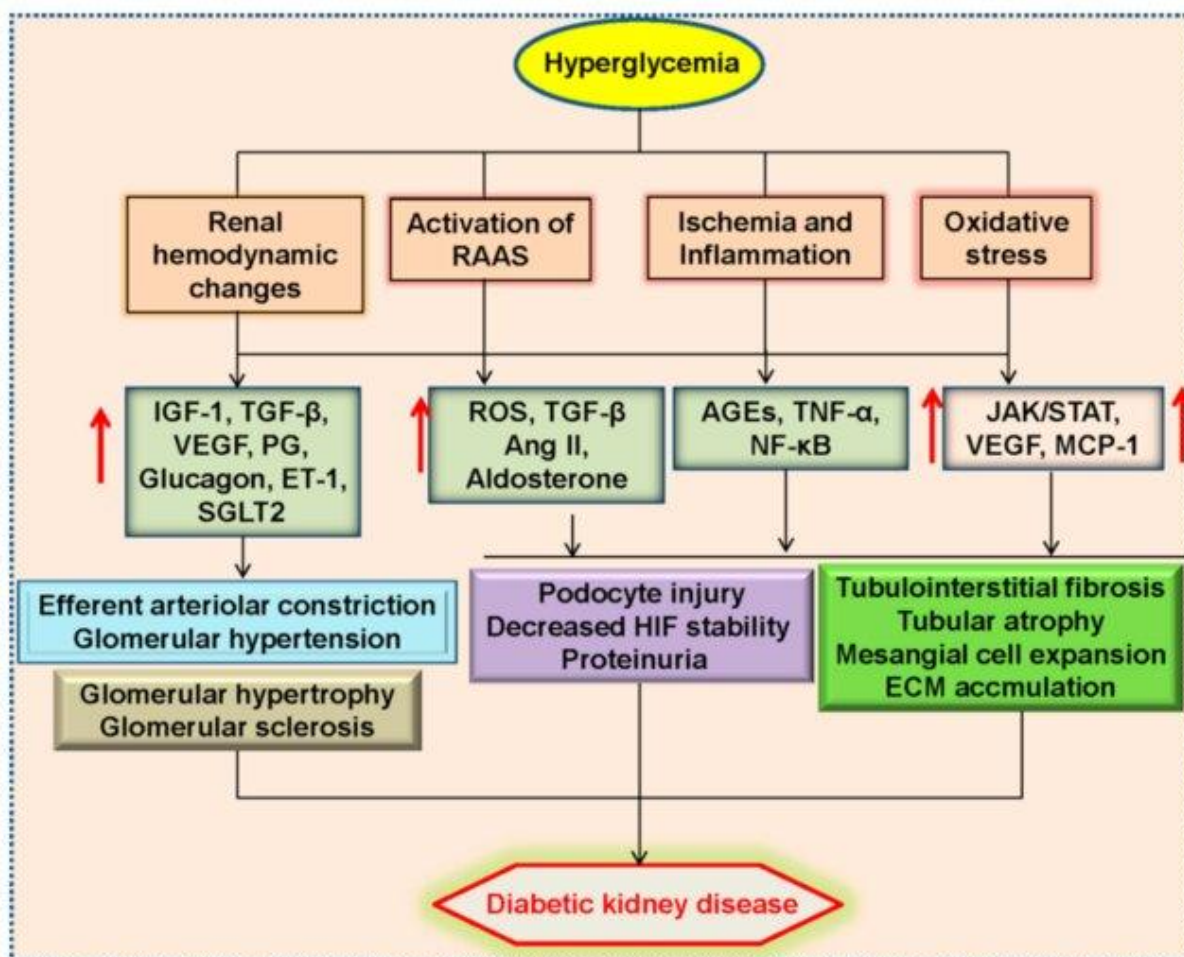 Hyperglycemia
Renal
hemodynamic
changes
Activation of
RAAS
Ischemia and
Inflammation
Oxidative
stress
IGF-1, TGF-β,
VEGF, PG,
Glucagon, ET-1,
SGLT2
ROS, TGF-β
Ang II,
Aldosterone
AGEs, TNF-α,
NF-κB
JAK/STAT,
VEGF, MCP-1
Efferent arteriolar constriction
Glomerular hypertension
Glomerular hypertrophy
Glomerular sclerosis
Podocyte injury
Decreased HIF stability
Proteinuria
Tubulointerstitial fibrosis
Tubular atrophy
Mesangial cell expansion
ECM accmulation
Diabetic kidney disease